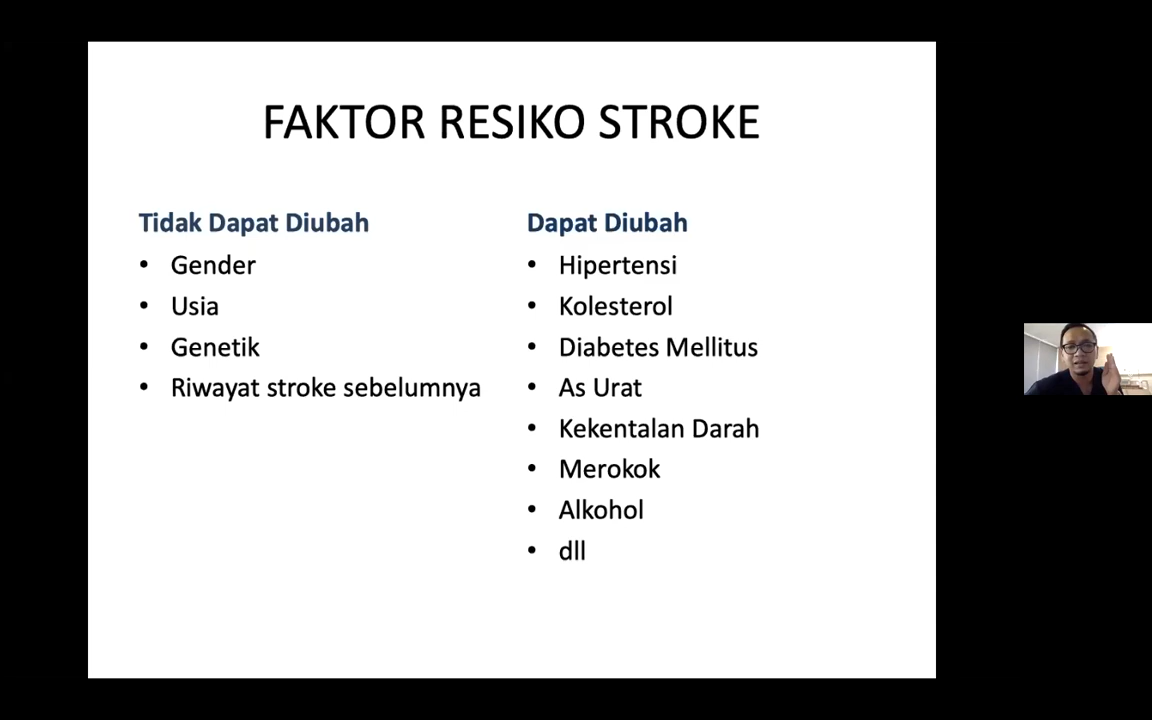 FAKTOR RESIKO STROKE
Tidak Dapat Diubah
• Gender
• Usia
• Genetik
• Riwayat stroke sebelumnya
Dapat Diubah
• Hipertensi
• Kolesterol
• Diabetes Mellitus
• As Urat
• Kekentalan Darah
• Merokok
• Alkohol
• dll